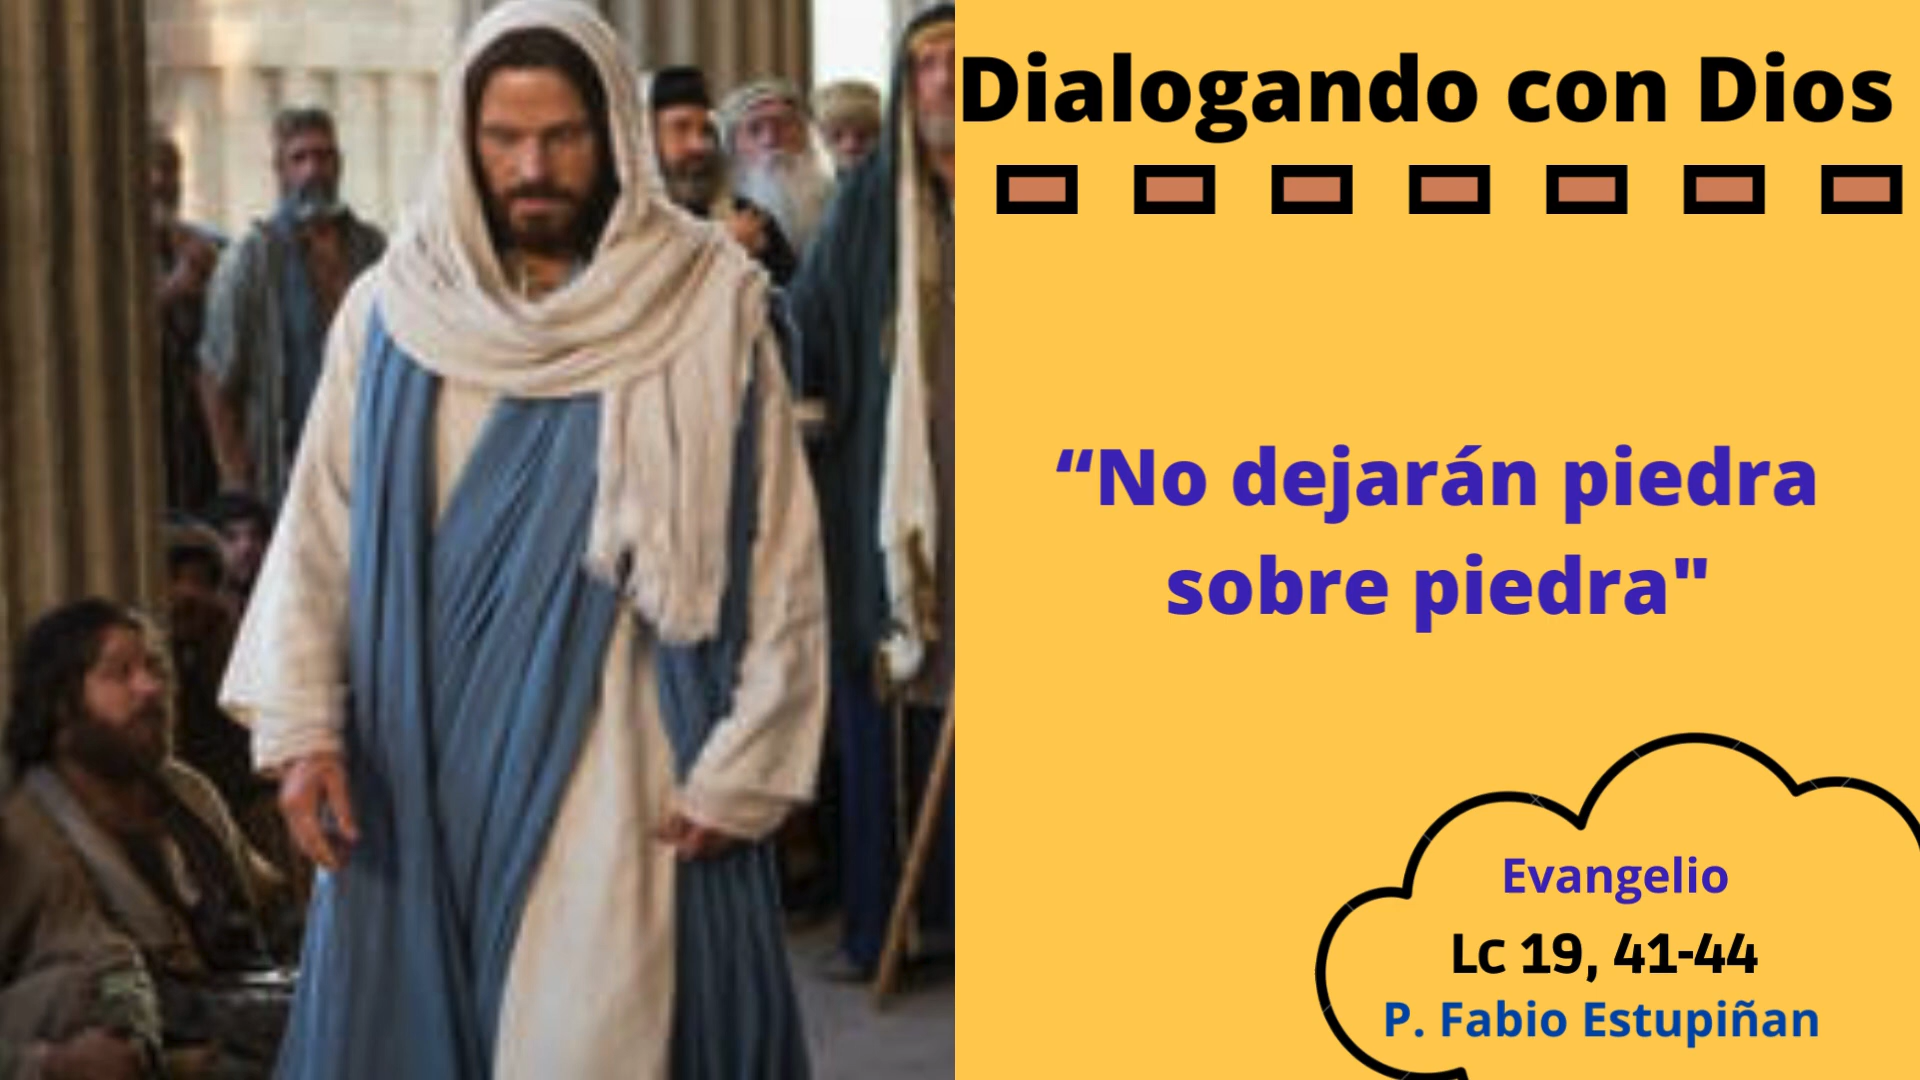 Dialogando con Dios
“No dejarán piedra
sobre piedra"
Evangelio
Lc 19, 41-44
P. Fabio Estupiñan